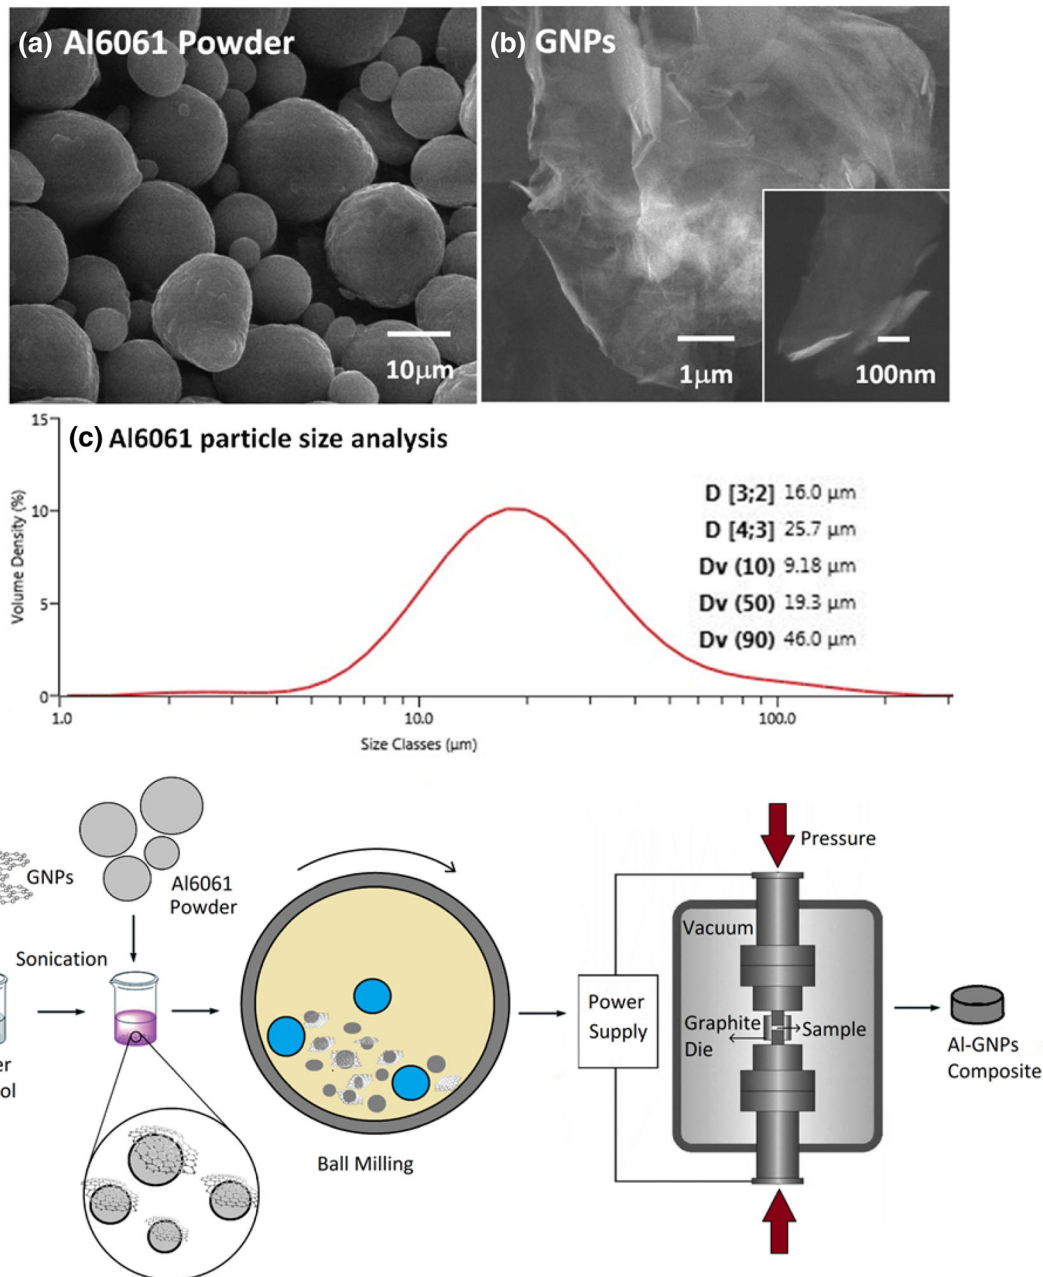 (a) Al6061 Powder
10μm
(b) GNPs
1μm
100nm
(c) Al6061 particle size analysis
15
10
5
0
Volume Density (%)
D [3;2] 16.0 μm
D [4;3] 25.7 μm
Dv (10) 9.18 μm
Dv (50) 19.3 μm
Dv (90) 46.0 μm
1.0
10.0
100.0
Size Classes (μm)
GNPs
Al6061
Powder
Sonication
er
ol
Ball Milling
Power
Supply
Pressure
Vacuum
Graphite
Die
Sample
Al-GNPs
Composite